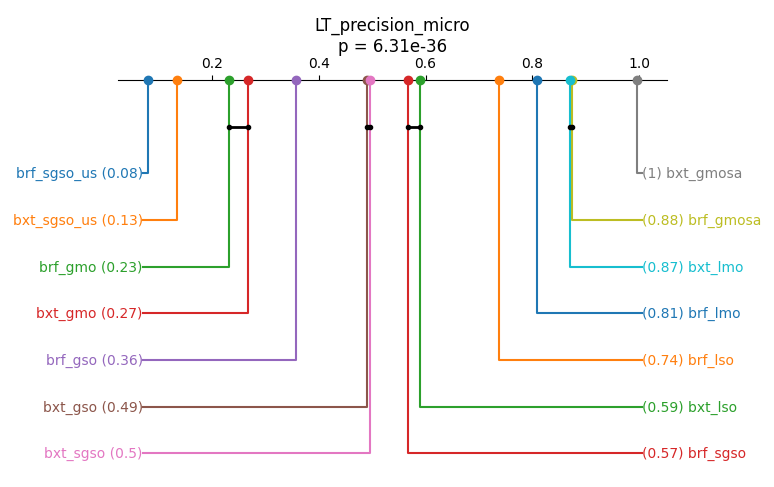 LT_precision_micro
p = 6.31e-36
0.2 0.4 0.6 0.8 1.0
brf_sgso_us (0.08) (1) bxt_gmosa
bxt_sgso_us (0.13) (0.88) brf_gmosa
brf_gmo (0.23) (0.87) bxt_lmo
bxt_gmo (0.27) (0.81) brf_lmo
brf_gso (0.36) (0.74) brf_lso
bxt_gso (0.49) (0.59) bxt_lso
bxt_sgso (0.5) (0.57) brf_sgso